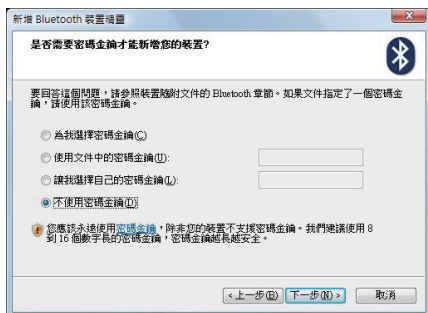 新增 Bluetooth 裝置精靈
是否需要密碼金鑰才能新增您的裝置?
要回答這個問題，請參照裝置隨附文件的 Bluetooth 章節。如果文件指定了一個密碼金
鑰，請使用該密碼金鑰。
為我選擇密碼金鑰(C)
使用文件中的密碼金鑰(U):
讓我選擇自己的密碼金鑰(L):
不使用密碼金鑰(D)
您應該永遠使用密碼金鑰，除非您的裝置不支援密碼金鑰。我們建議使用 8
到 16 個數字長的密碼金鑰，密碼金鑰越長越安全。
<上一步(B) 下一步(N)> 取消